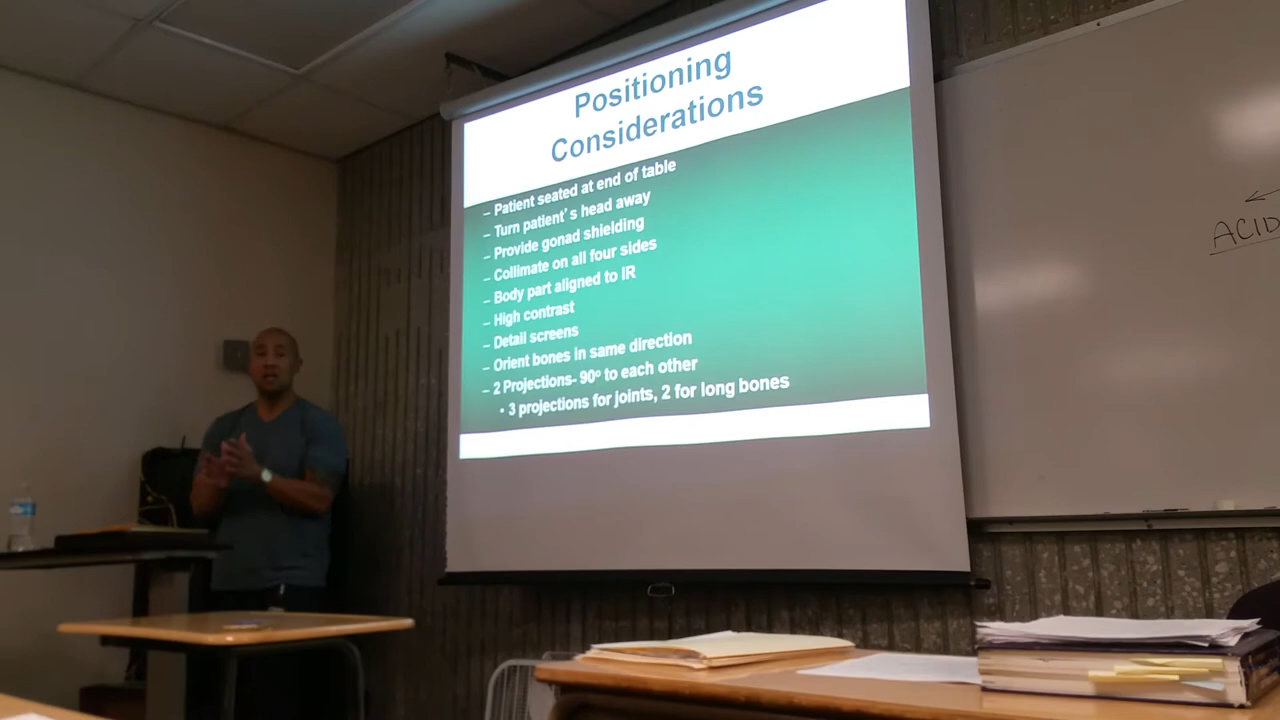 Positioning
Considerations
– Patient seated at end of table
– Turn patient's head away
– Provide gonad shielding
– Collimate on all four sides
– Body part aligned to IR
– High contrast
– Detail screens
– Orient bones in same direction
– 2 Projections- 90º to each other
• 3 projections for joints, 2 for long bones
ACID